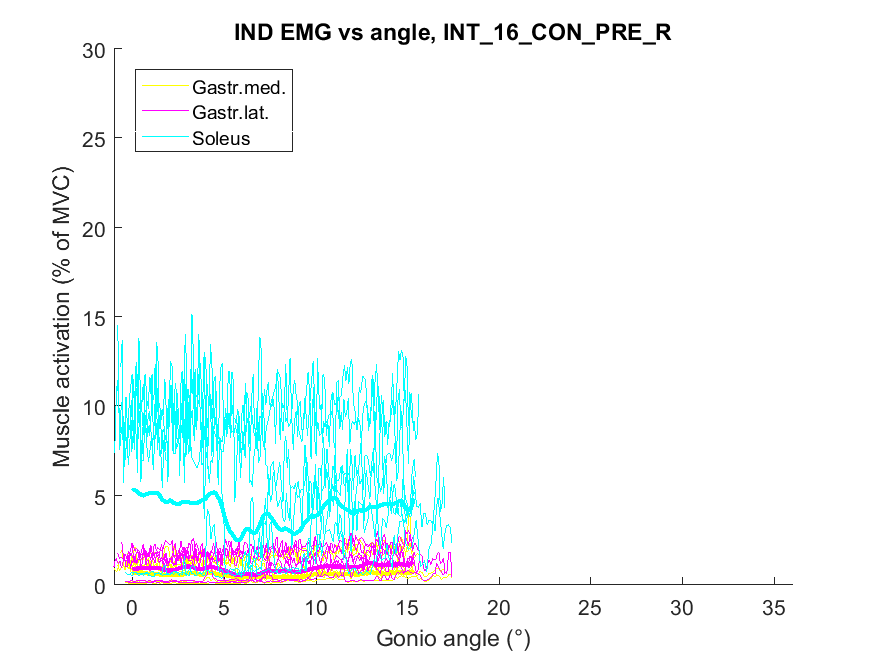 IND EMG vs angle, INT_16_CON_PRE_R
30
25
20
15
10
5
0
Muscle activation (% of MVC)
Gastr.med.
Gastr.lat.
Soleus
0 5 10 15 20 25 30 35
Gonio angle (°)